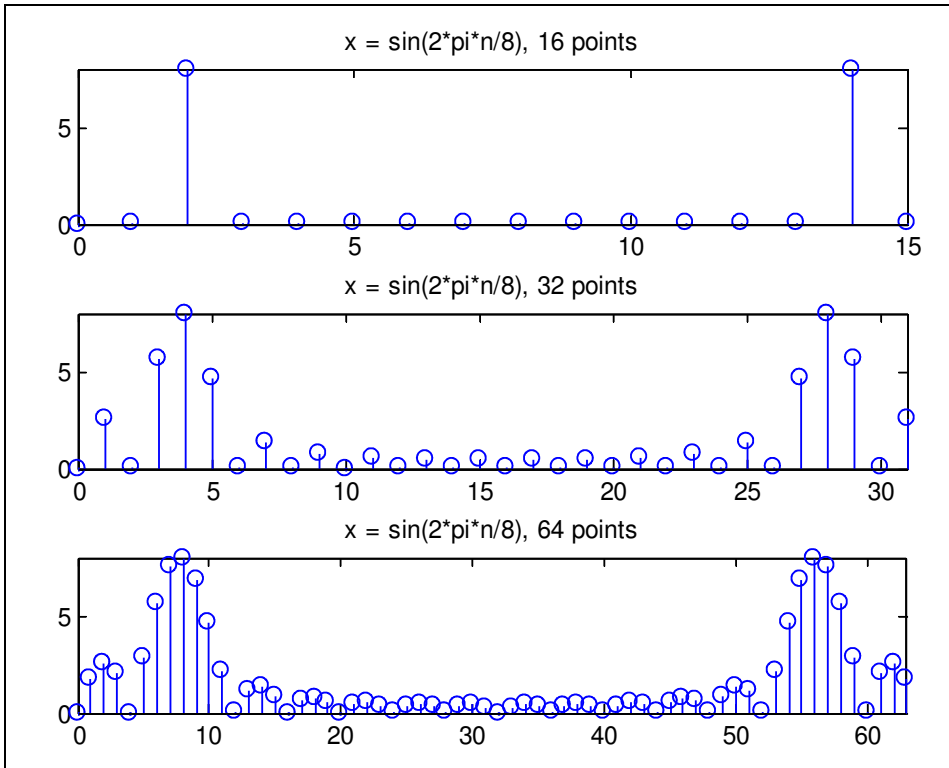 x = sin(2*pi*n/8), 16 points
5
0
0 5 10 15
x = sin(2*pi*n/8), 32 points
5
0
0 5 10 15 20 25 30
x = sin(2*pi*n/8), 64 points
5
0
0 10 20 30 40 50 60